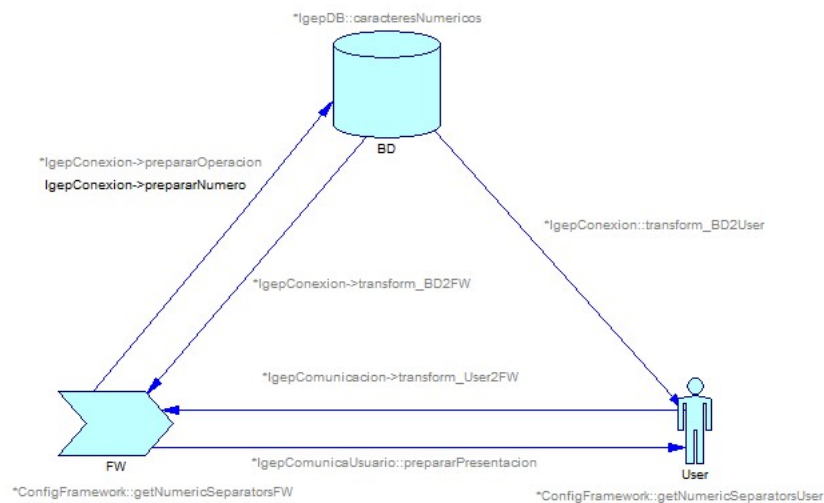 *IgepDB::caracteresNumericos
BD
*IgepConexion->prepararOperacion
IgepConexion->prepararNumero
*IgepConexion::transform_BD2User
*IgepConexion->transform_BD2FW
*IgepComunicacion->transform_User2FW
*IgepComunicaUsuario::prepararPresentacion
FW
User
*ConfigFramework::getNumericSeparatorsFW
*ConfigFramework::getNumericSeparatorsUser